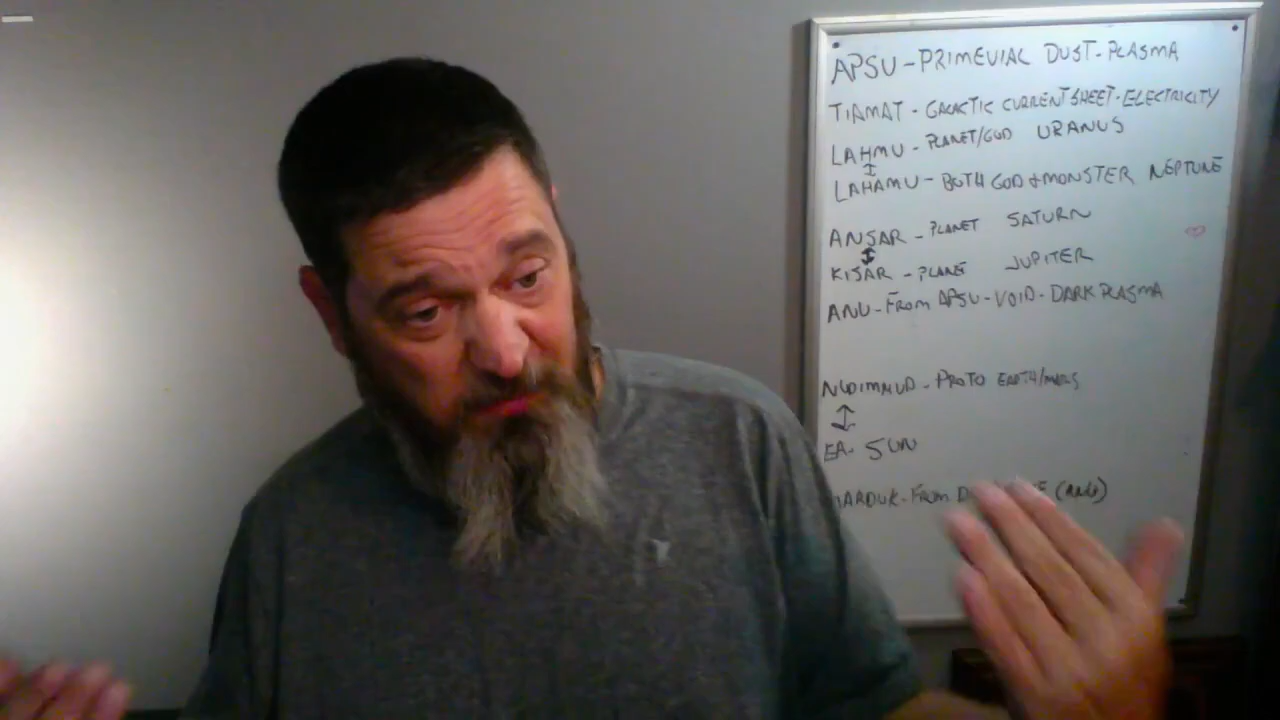 APSU-PRIMEVIAL DUST-PLASMA
TIAMAT-GALACTIC CURRENT SHEET-ELECTRICITY
LAHMU-PLANET/GOD URANUS
LAHAMU-BOTH GOD & MONSTER NEPTUNE
ANSAR-PLANET SATURN
KISAR-PLANET JUPITER
ANU-FROM APSU-VOID-DARK PLASMA
NUDIMMUD-PROTO EARTH/MARS
EA-SUN
ARDUK-FROM